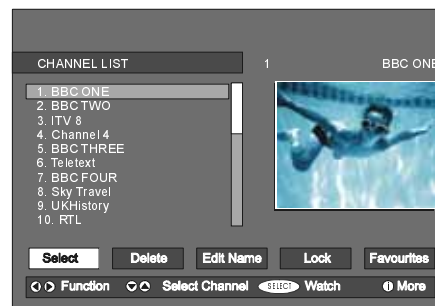 CHANNEL LIST 1 BBC ONE
1. BBC ONE
2. BBC TWO
3. ITV 8
4. Channel 4
5. BBC THREE
6. Teletext
7. BBC FOUR
8. Sky Travel
9. UKHistory
10. RTL
Select Delete Edit Name Lock Favourites
Function Select Channel SELECT Watch i More